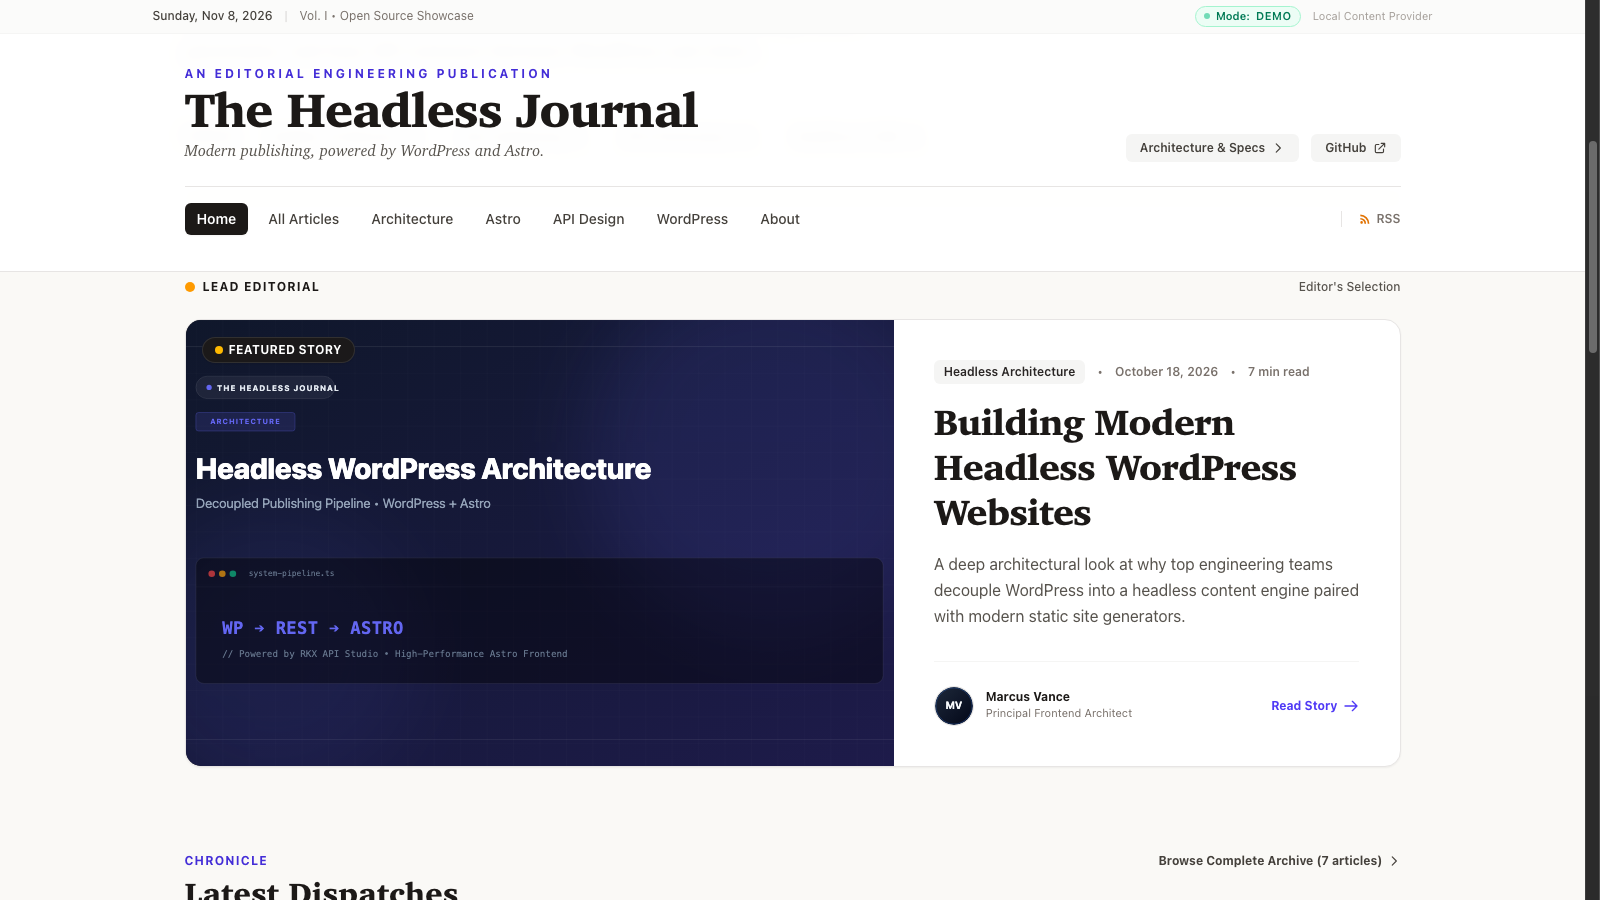 Sunday, Nov 8, 2026 | Vol. I • Open Source Showcase
Mode: DEMO Local Content Provider
AN EDITORIAL ENGINEERING PUBLICATION
The Headless Journal
Modern publishing, powered by WordPress and Astro.
Architecture & Specs
GitHub
Home
All Articles
Architecture
Astro
API Design
WordPress
About
RSS
LEAD EDITORIAL
Editor's Selection
FEATURED STORY
THE HEADLESS JOURNAL
ARCHITECTURE
Headless WordPress Architecture
Decoupled Publishing Pipeline • WordPress + Astro
system-pipeline.ts
WP → REST → ASTRO
// Powered by RKX API Studio • High-Performance Astro Frontend
Headless Architecture • October 18, 2026 • 7 min read
Building Modern
Headless WordPress
Websites
A deep architectural look at why top engineering teams
decouple WordPress into a headless content engine paired
with modern static site generators.
MV
Marcus Vance
Principal Frontend Architect
Read Story →
CHRONICLE
Browse Complete Archive (7 articles)
Latest Dispatches